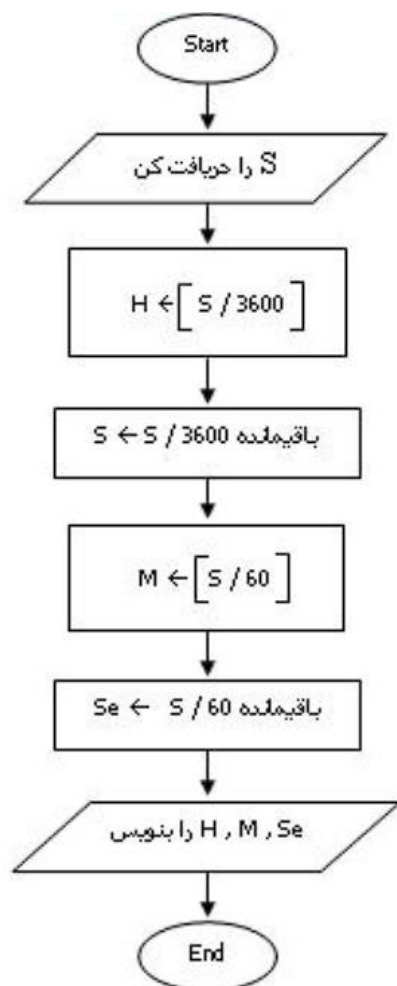 Start
S را دریافت کن
H ← [ S / 3600 ]
S ← S / 3600 باقیمانده
M ← [ S / 60 ]
Se ← S / 60 باقیمانده
H , M , Se را بنویس
End